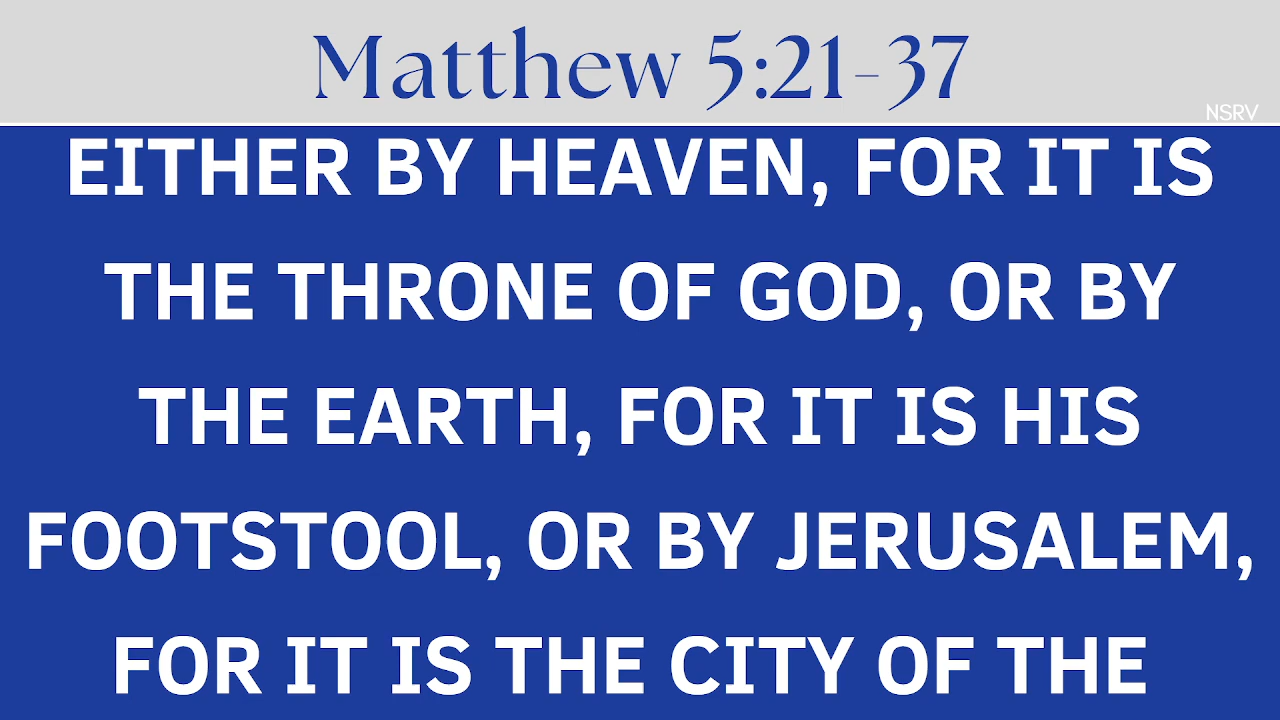 Matthew 5:21-37
NSRV
EITHER BY HEAVEN, FOR IT IS
THE THRONE OF GOD, OR BY
THE EARTH, FOR IT IS HIS
FOOTSTOOL, OR BY JERUSALEM,
FOR IT IS THE CITY OF THE